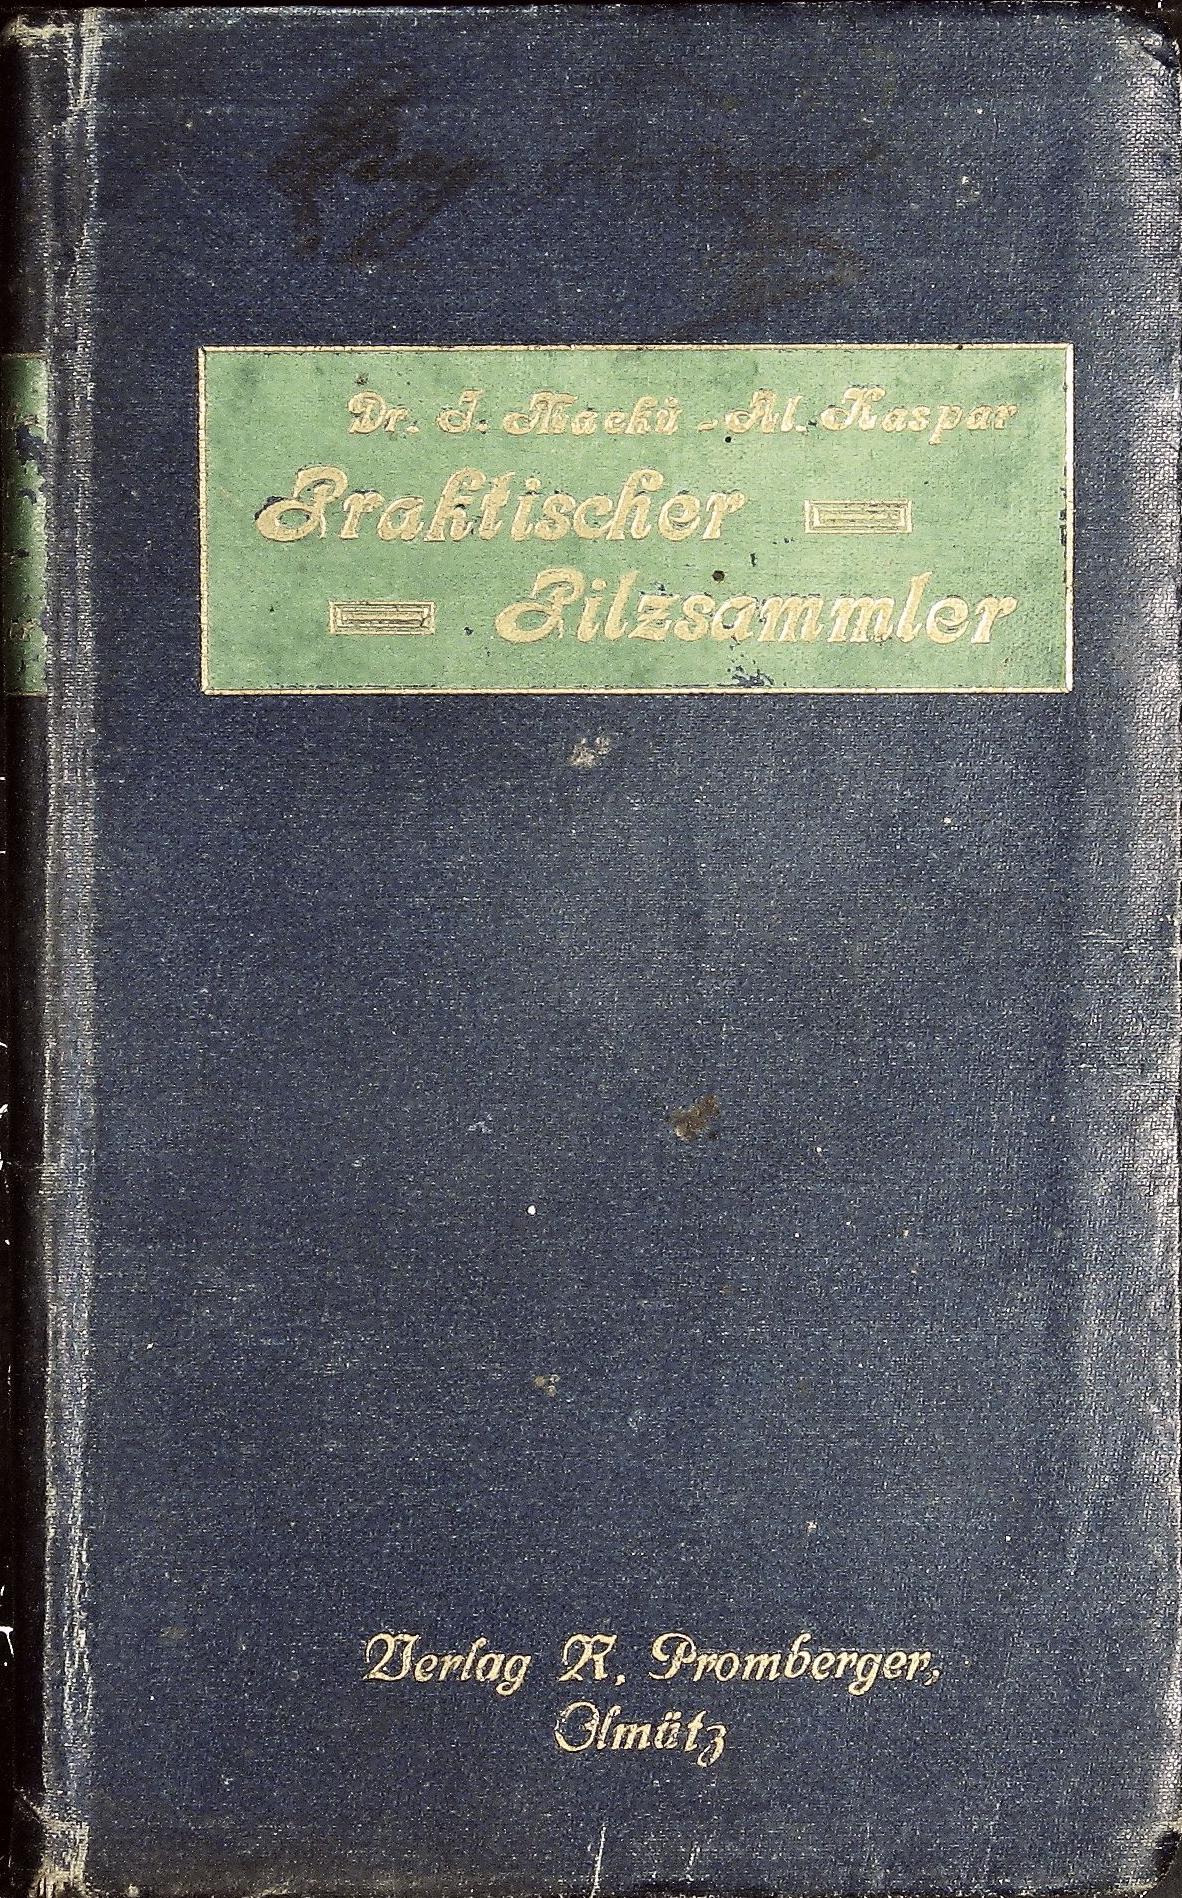 Dr. J. Macků - Al. Kaspar
Praktischer
Pilzsammler
Verlag R. Promberger,
Olmütz